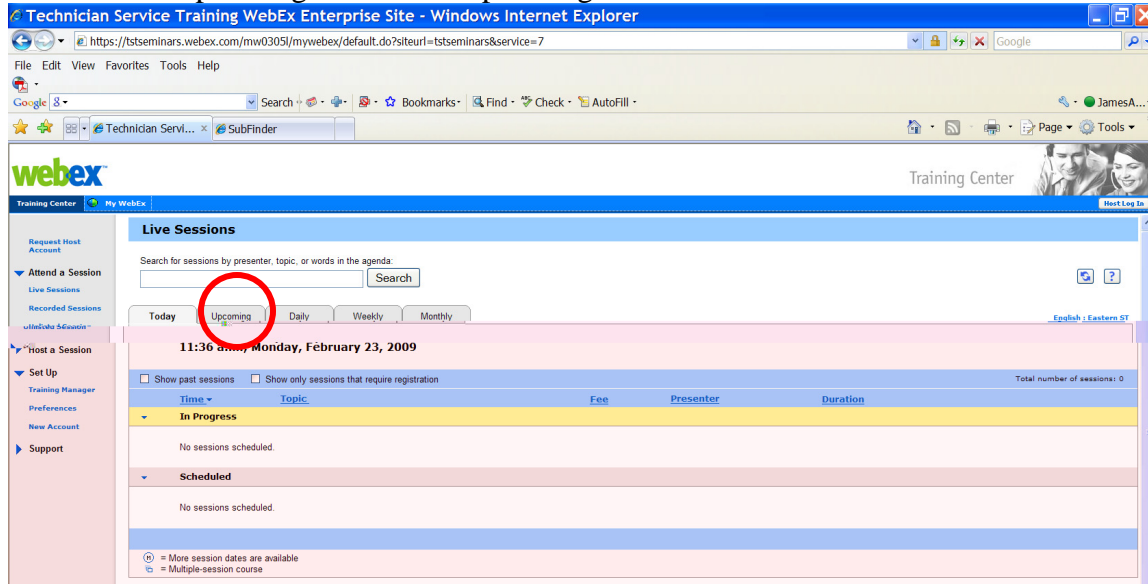 Technician Service Training WebEx Enterprise Site - Windows Internet Explorer
https://tstseminars.webex.com/mw0305l/mywebex/default.do?siteurl=tstseminars&service=7
Google
File Edit View Favorites Tools Help
Google Search Bookmarks Find Check AutoFill JamesA...
Technician Servi... SubFinder Page Tools
webex
Training Center
Training Center My WebEx Host Log In
Live Sessions
Request Host
Account
Search for sessions by presenter, topic, or words in the agenda:
Attend a Session
Search
Live Sessions
Recorded Sessions
Today Upcoming Daily Weekly Monthly
English : Eastern ST
Host a Session
11:36 Monday, February 23, 2009
Set Up
Show past sessions Show only sessions that require registration Total number of sessions: 0
Training Manager
Time Topic Fee Presenter Duration
Preferences
In Progress
New Account
No sessions scheduled.
Support
Scheduled
No sessions scheduled.
= More session dates are available
= Multiple-session course